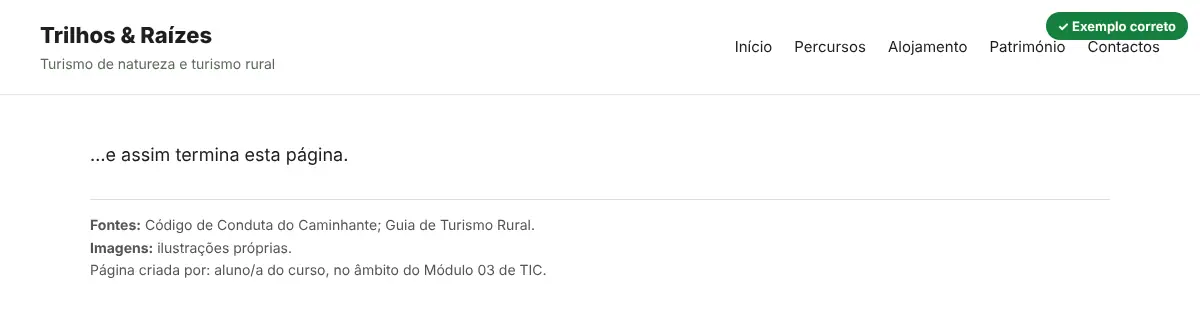 Trilhos & Raízes
Turismo de natureza e turismo rural
✓ Exemplo correto
Início Percursos Alojamento Património Contactos
...e assim termina esta página.
Fontes: Código de Conduta do Caminhante; Guia de Turismo Rural.
Imagens: ilustrações próprias.
Página criada por: aluno/a do curso, no âmbito do Módulo 03 de TIC.